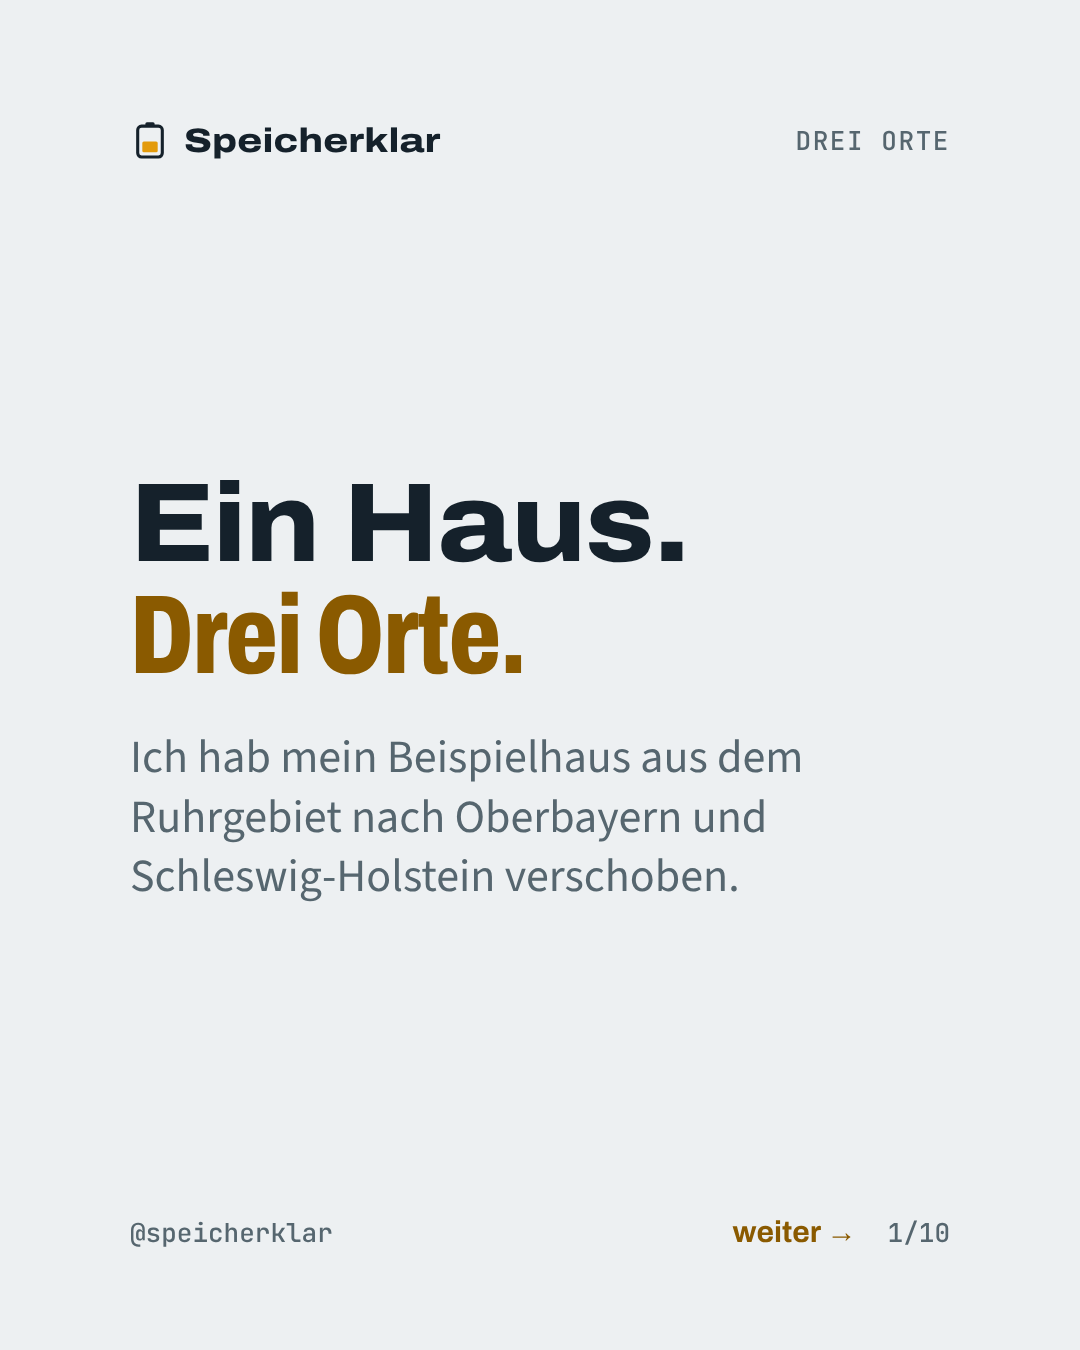 Speicherklar
DREI ORTE
Ein Haus.
Drei Orte.
Ich hab mein Beispielhaus aus dem
Ruhrgebiet nach Oberbayern und
Schleswig-Holstein verschoben.
@speicherklar
weiter → 1/10